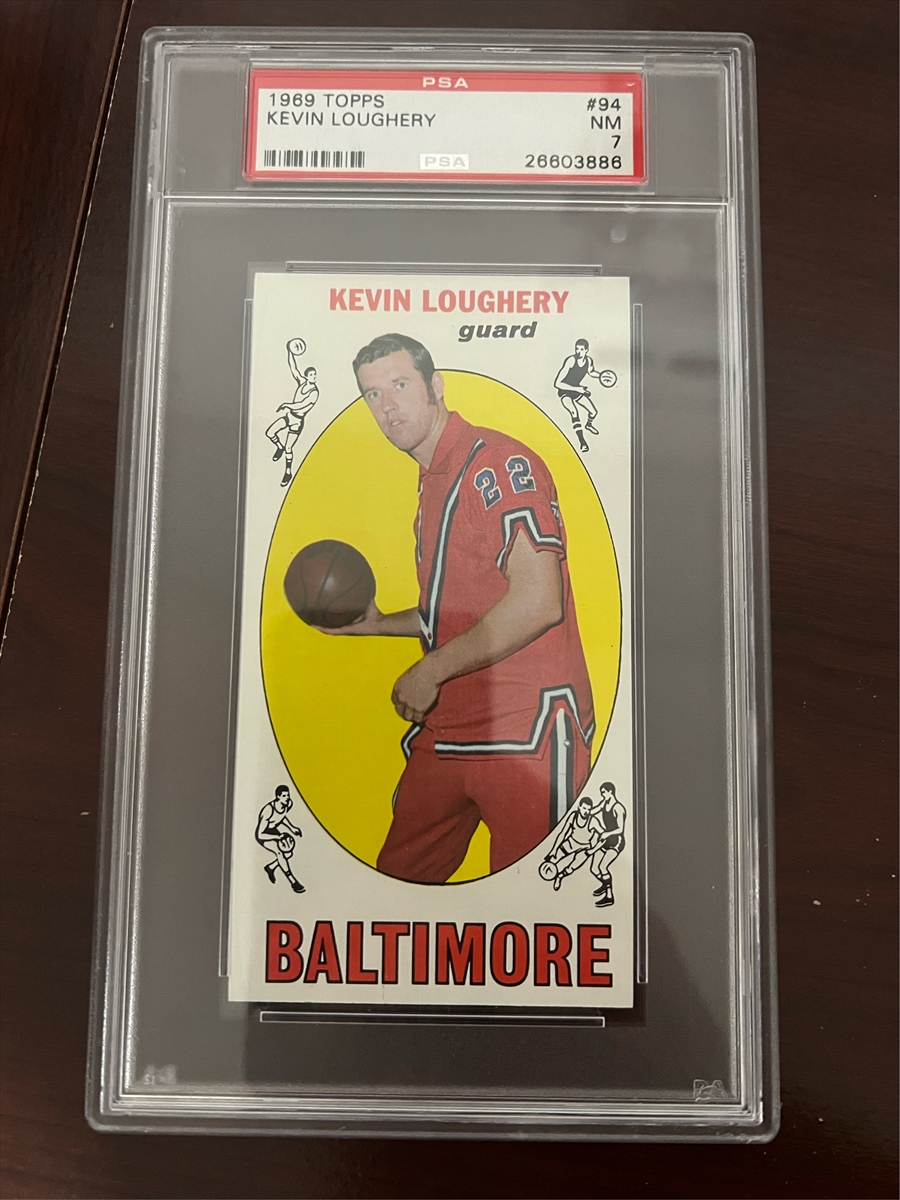 PSA
1969 TOPPS #94
KEVIN LOUGHERY NM
7
PSA 26603886
KEVIN LOUGHERY
guard
22
BALTIMORE